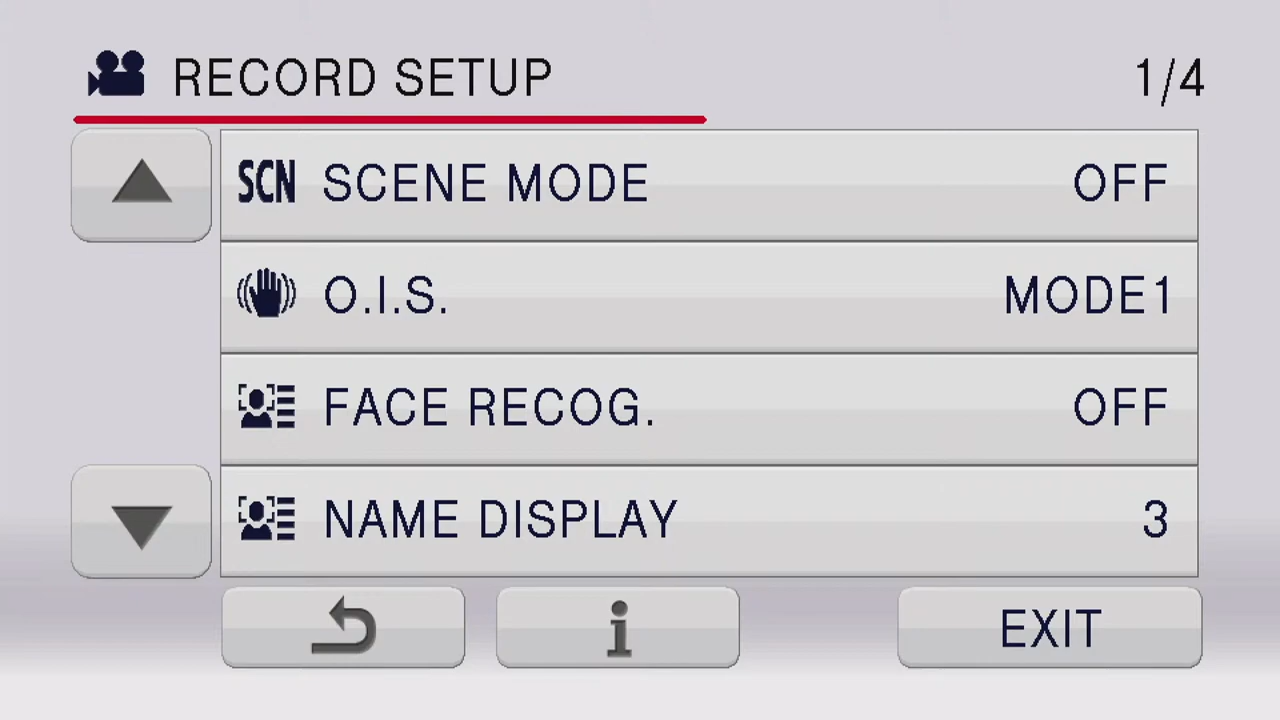 RECORD SETUP 1/4
SCN SCENE MODE OFF
O.I.S. MODE1
FACE RECOG. OFF
NAME DISPLAY 3
i EXIT